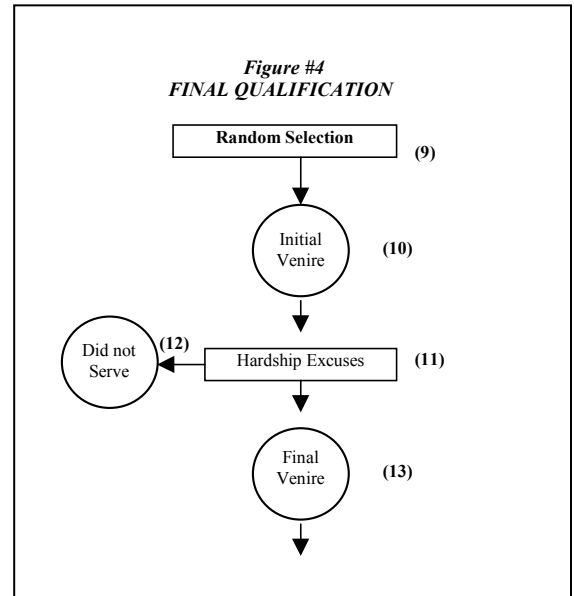 Figure #4
FINAL QUALIFICATION
Random Selection
(9)
Initial
Venire
(10)
Did not
Serve
(12)
Hardship Excuses
(11)
Final
Venire
(13)